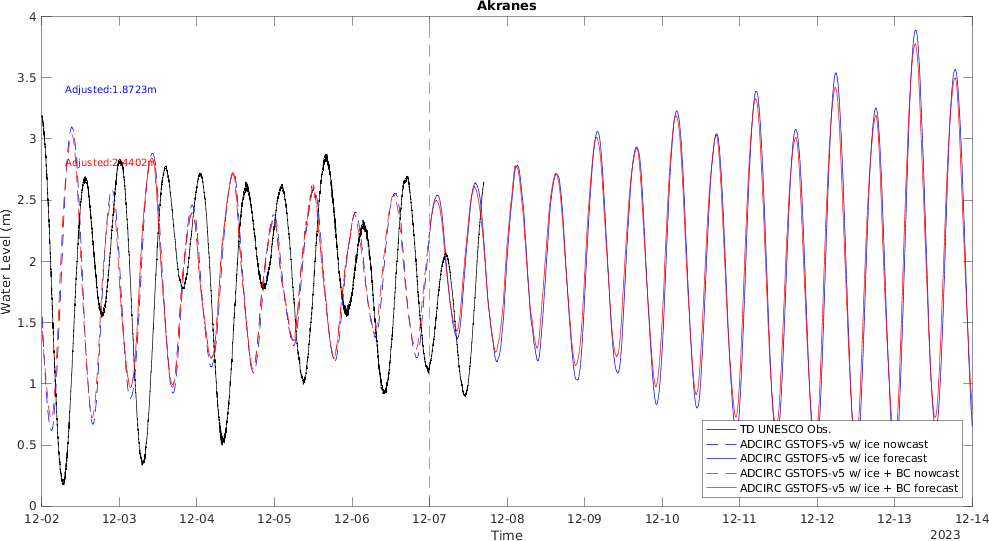 Akranes
4
3.5
3
2.5
2
1.5
1
0.5
0
Water Level (m)
Adjusted:1.8723m
Adjusted:2.4402m
TD UNESCO Obs.
ADCIRC GSTOFS-v5 w/ ice nowcast
ADCIRC GSTOFS-v5 w/ ice forecast
ADCIRC GSTOFS-v5 w/ ice + BC nowcast
ADCIRC GSTOFS-v5 w/ ice + BC forecast
12-02 12-03 12-04 12-05 12-06 12-07 12-08 12-09 12-10 12-11 12-12 12-13 12-14
Time
2023